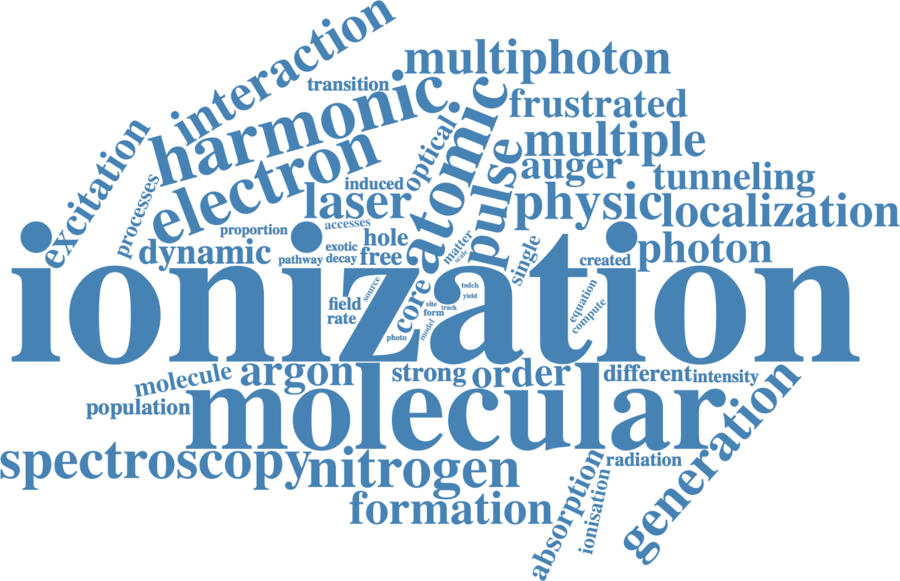 interaction
multiphoton
transition
harmonic
frustrated
excitation
electron
optical
atomic
multiple
auger
pulse
tunneling
induced
processes
laser
accesses
physic
localization
proportion
hole
matter
scale
single
dynamic
exotic
free
pathway
decay
created
photon
ionization
source
field
rate
core
site
form
tsdch
yield
track
model
photo
equation
compute
molecule
argon
strong
order
different
intensity
population
molecular
generation
spectroscopy
nitrogen
radiation
absorption
ionisation
formation